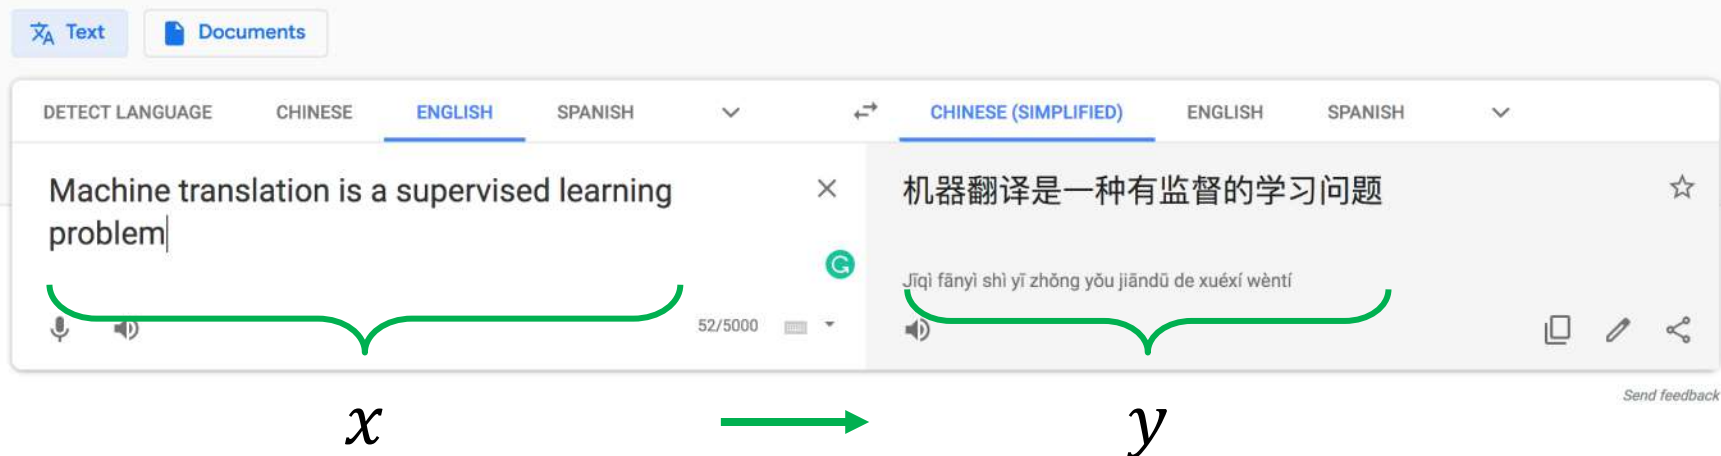 Text
Documents
DETECT LANGUAGE CHINESE ENGLISH SPANISH
CHINESE (SIMPLIFIED) ENGLISH SPANISH
Machine translation is a supervised learning
problem
机器翻译是一种有监督的学习问题
Jīqì fānyì shì yī zhǒng yǒu jiāndū de xuéxí wèntí
52/5000
Send feedback
x
y